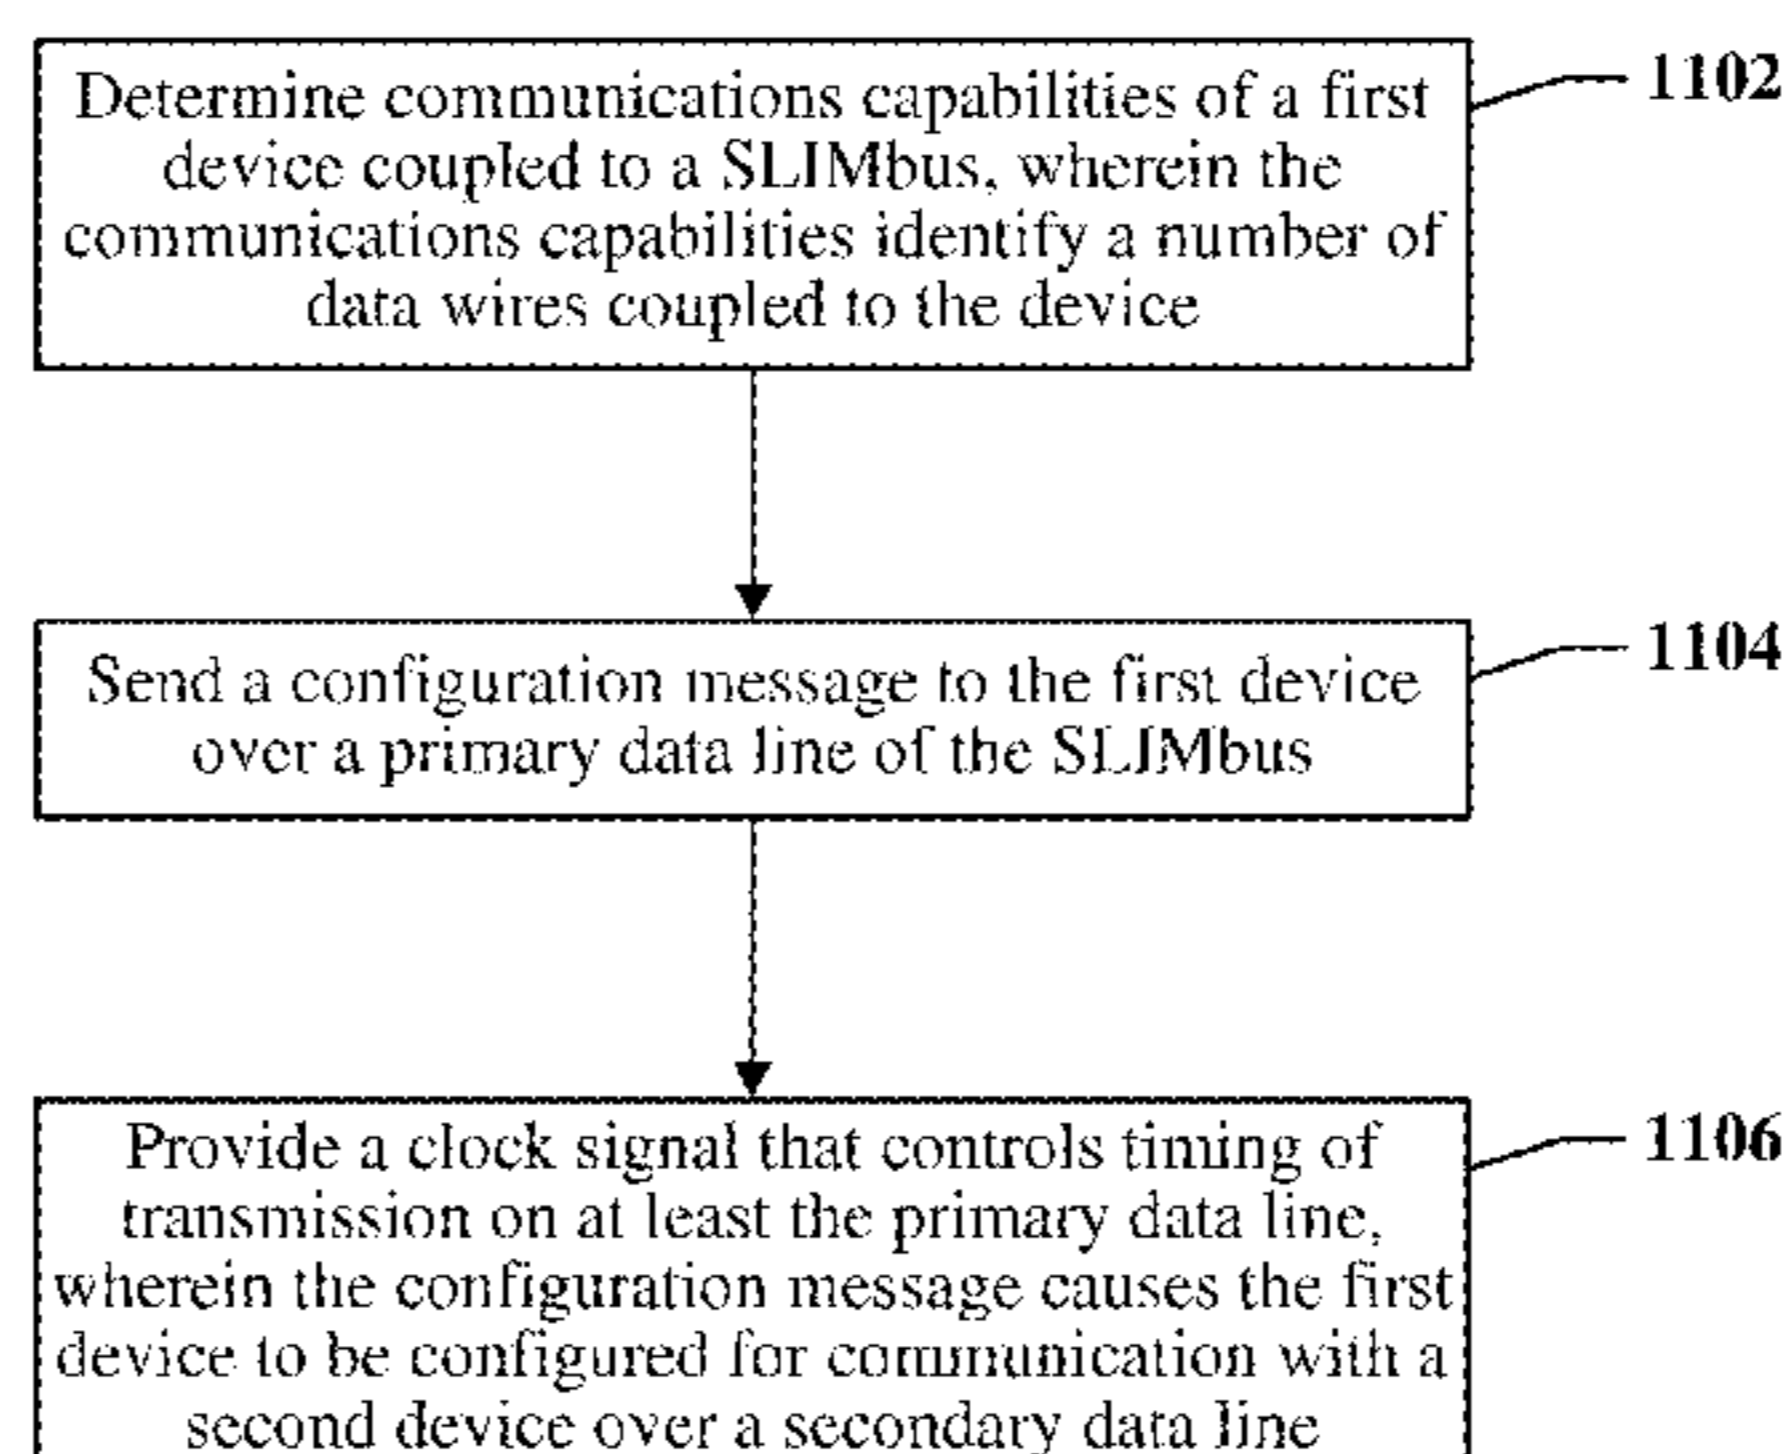 Determine communications capabilities of a first
1102
device coupled to a SLIMbus, wherein the
communications capabilities identify a number of
data wires coupled to the device
Send a configuration message to the first device
1104
over a primary data line of the SLIMbus
Provide a clock signal that controls timing of
1106
transmission on at least the primary data line,
wherein the configuration message causes the first
device to be configured for communication with a
second device over a secondary data line